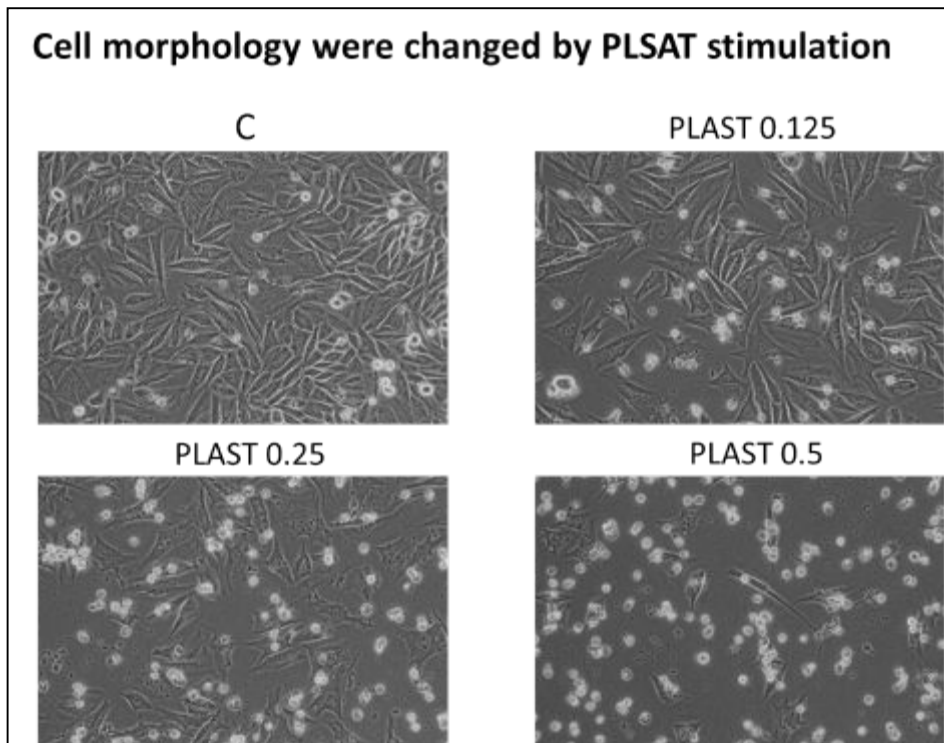 Cell morphology were changed by PLSAT stimulation
C
PLAST 0.125
PLAST 0.25
PLAST 0.5